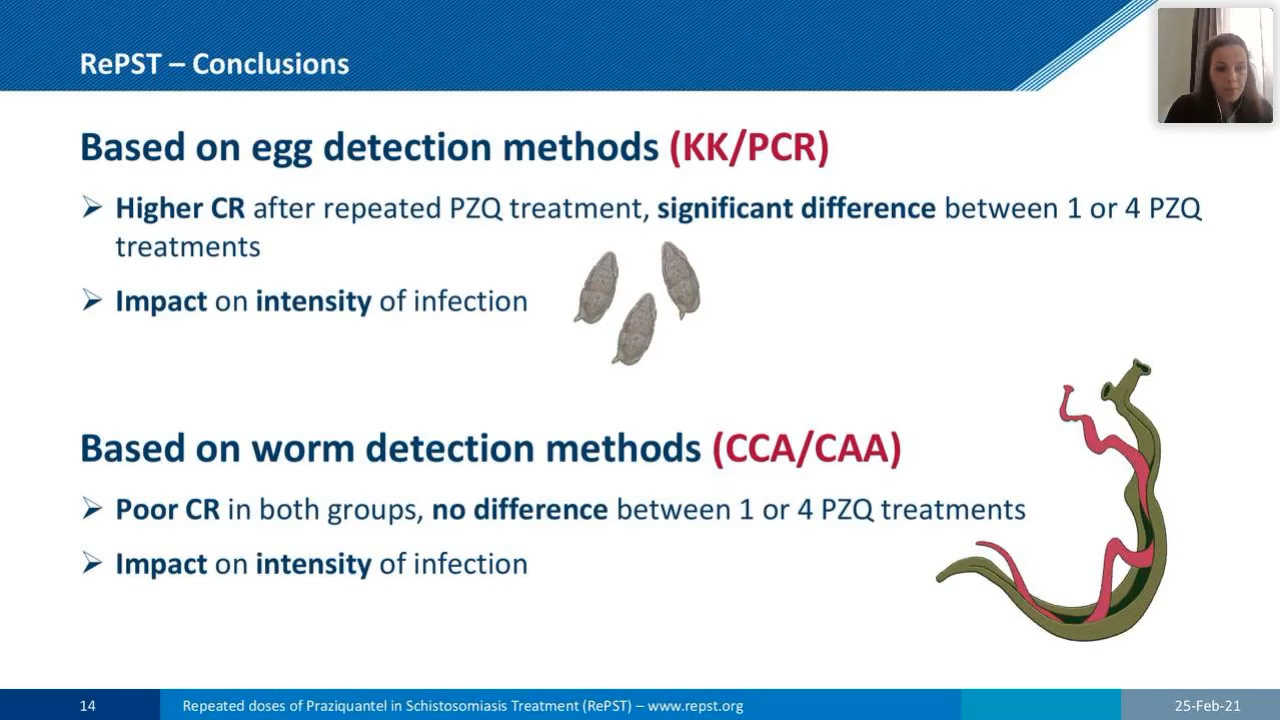 RePST – Conclusions
Based on egg detection methods (KK/PCR)
➢ Higher CR after repeated PZQ treatment, significant difference between 1 or 4 PZQ
treatments
➢ Impact on intensity of infection
Based on worm detection methods (CCA/CAA)
➢ Poor CR in both groups, no difference between 1 or 4 PZQ treatments
➢ Impact on intensity of infection
14
Repeated doses of Praziquantel in Schistosomiasis Treatment (RePST) – www.repst.org
25-Feb-21